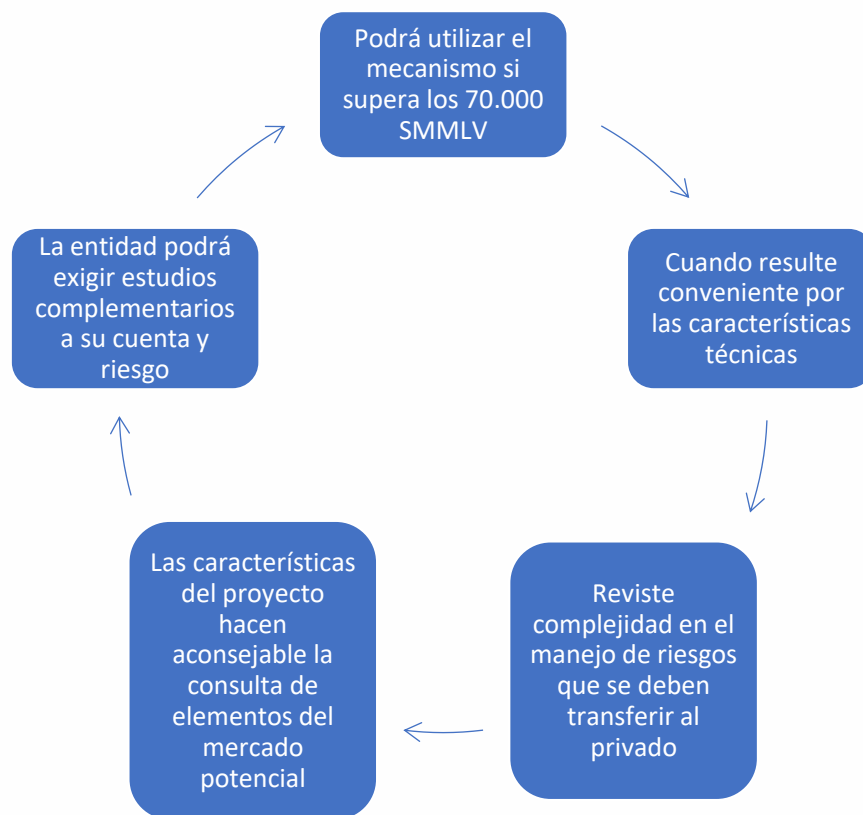 Podrá utilizar el
mecanismo si
supera los 70.000
SMMLV
Cuando resulte
conveniente por
las características
técnicas
Reviste
complejidad en el
manejo de riesgos
que se deben
transferir al
privado
Las características
del proyecto
hacen
aconsejable la
consulta de
elementos del
mercado
potencial
La entidad podrá
exigir estudios
complementarios
a su cuenta y
riesgo